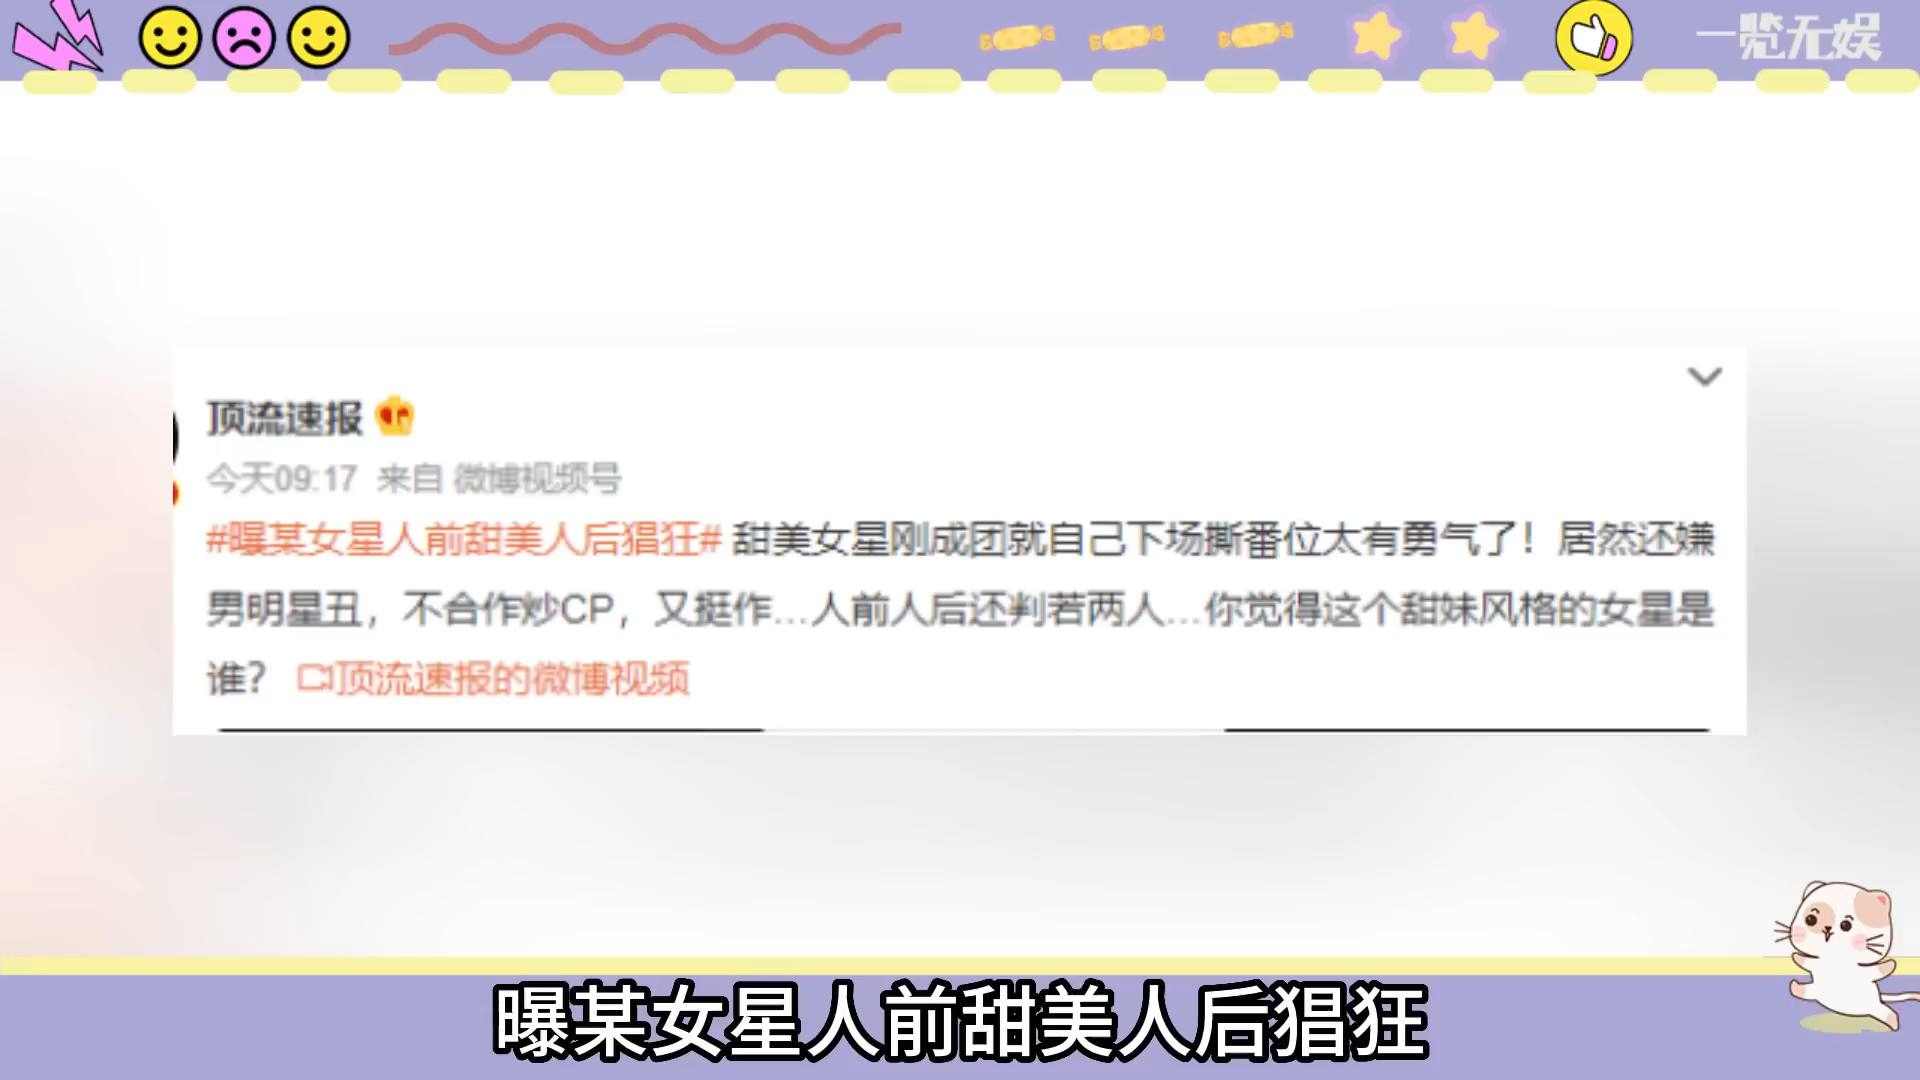 一览无娱
顶流速报
今天09:17 来自 微博视频号
#曝某女星人前甜美人后猖狂# 甜美女星刚成团就自己下场撕番位太有勇气了！居然还嫌
男明星丑，不合作炒CP，又挺作...人前人后还判若两人...你觉得这个甜妹风格的女星是
谁？ 顶流速报的微博视频
曝某女星人前甜美人后猖狂